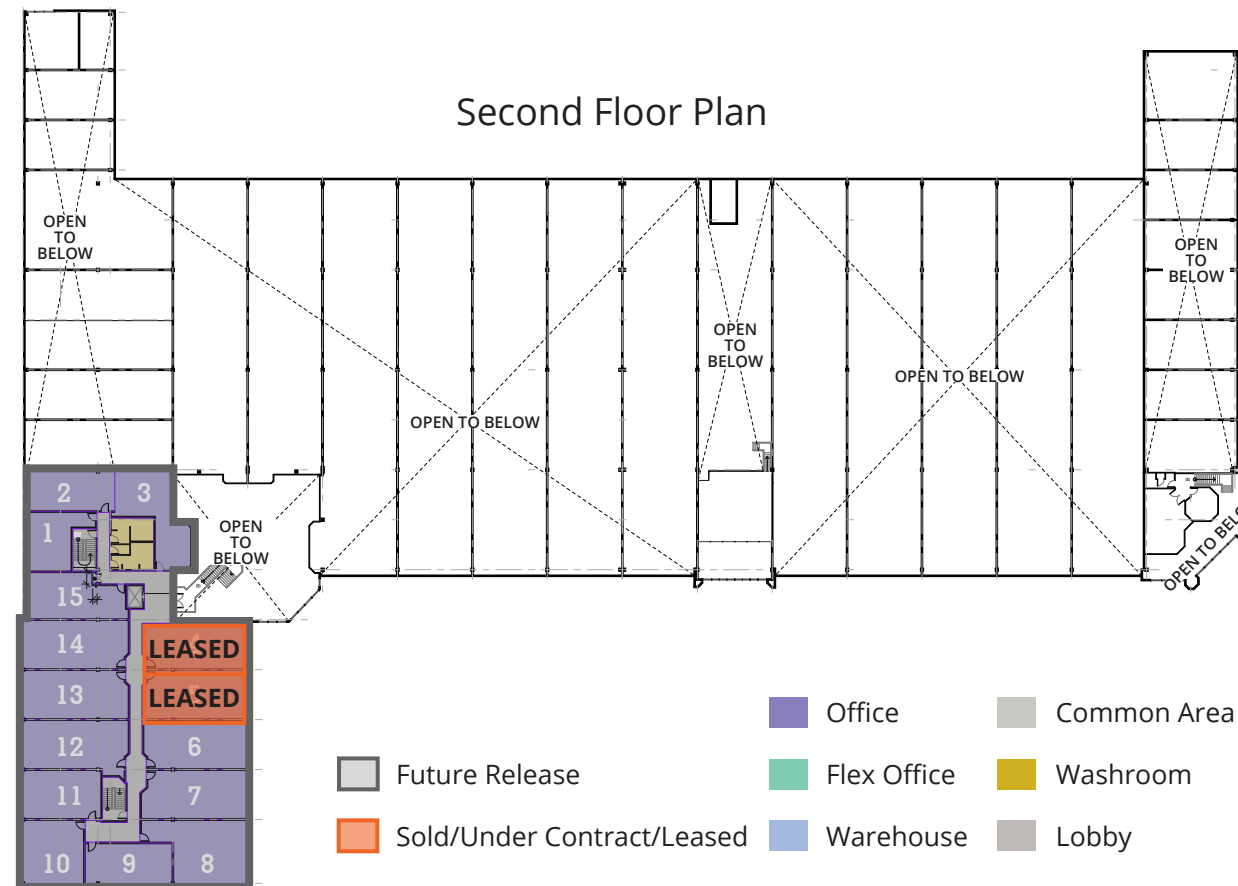 Second Floor Plan
OPEN
TO
BELOW
OPEN
TO
BELOW
OPEN
TO
BELOW
OPEN TO BELOW
OPEN TO BELOW
OPEN
TO
BELOW
OPEN TO BELO
2
3
1
15
14
LEASED
13
LEASED
12
6
11
7
10
9
8
Office
Common Area
Future Release
Flex Office
Washroom
Sold/Under Contract/Leased
Warehouse
Lobby